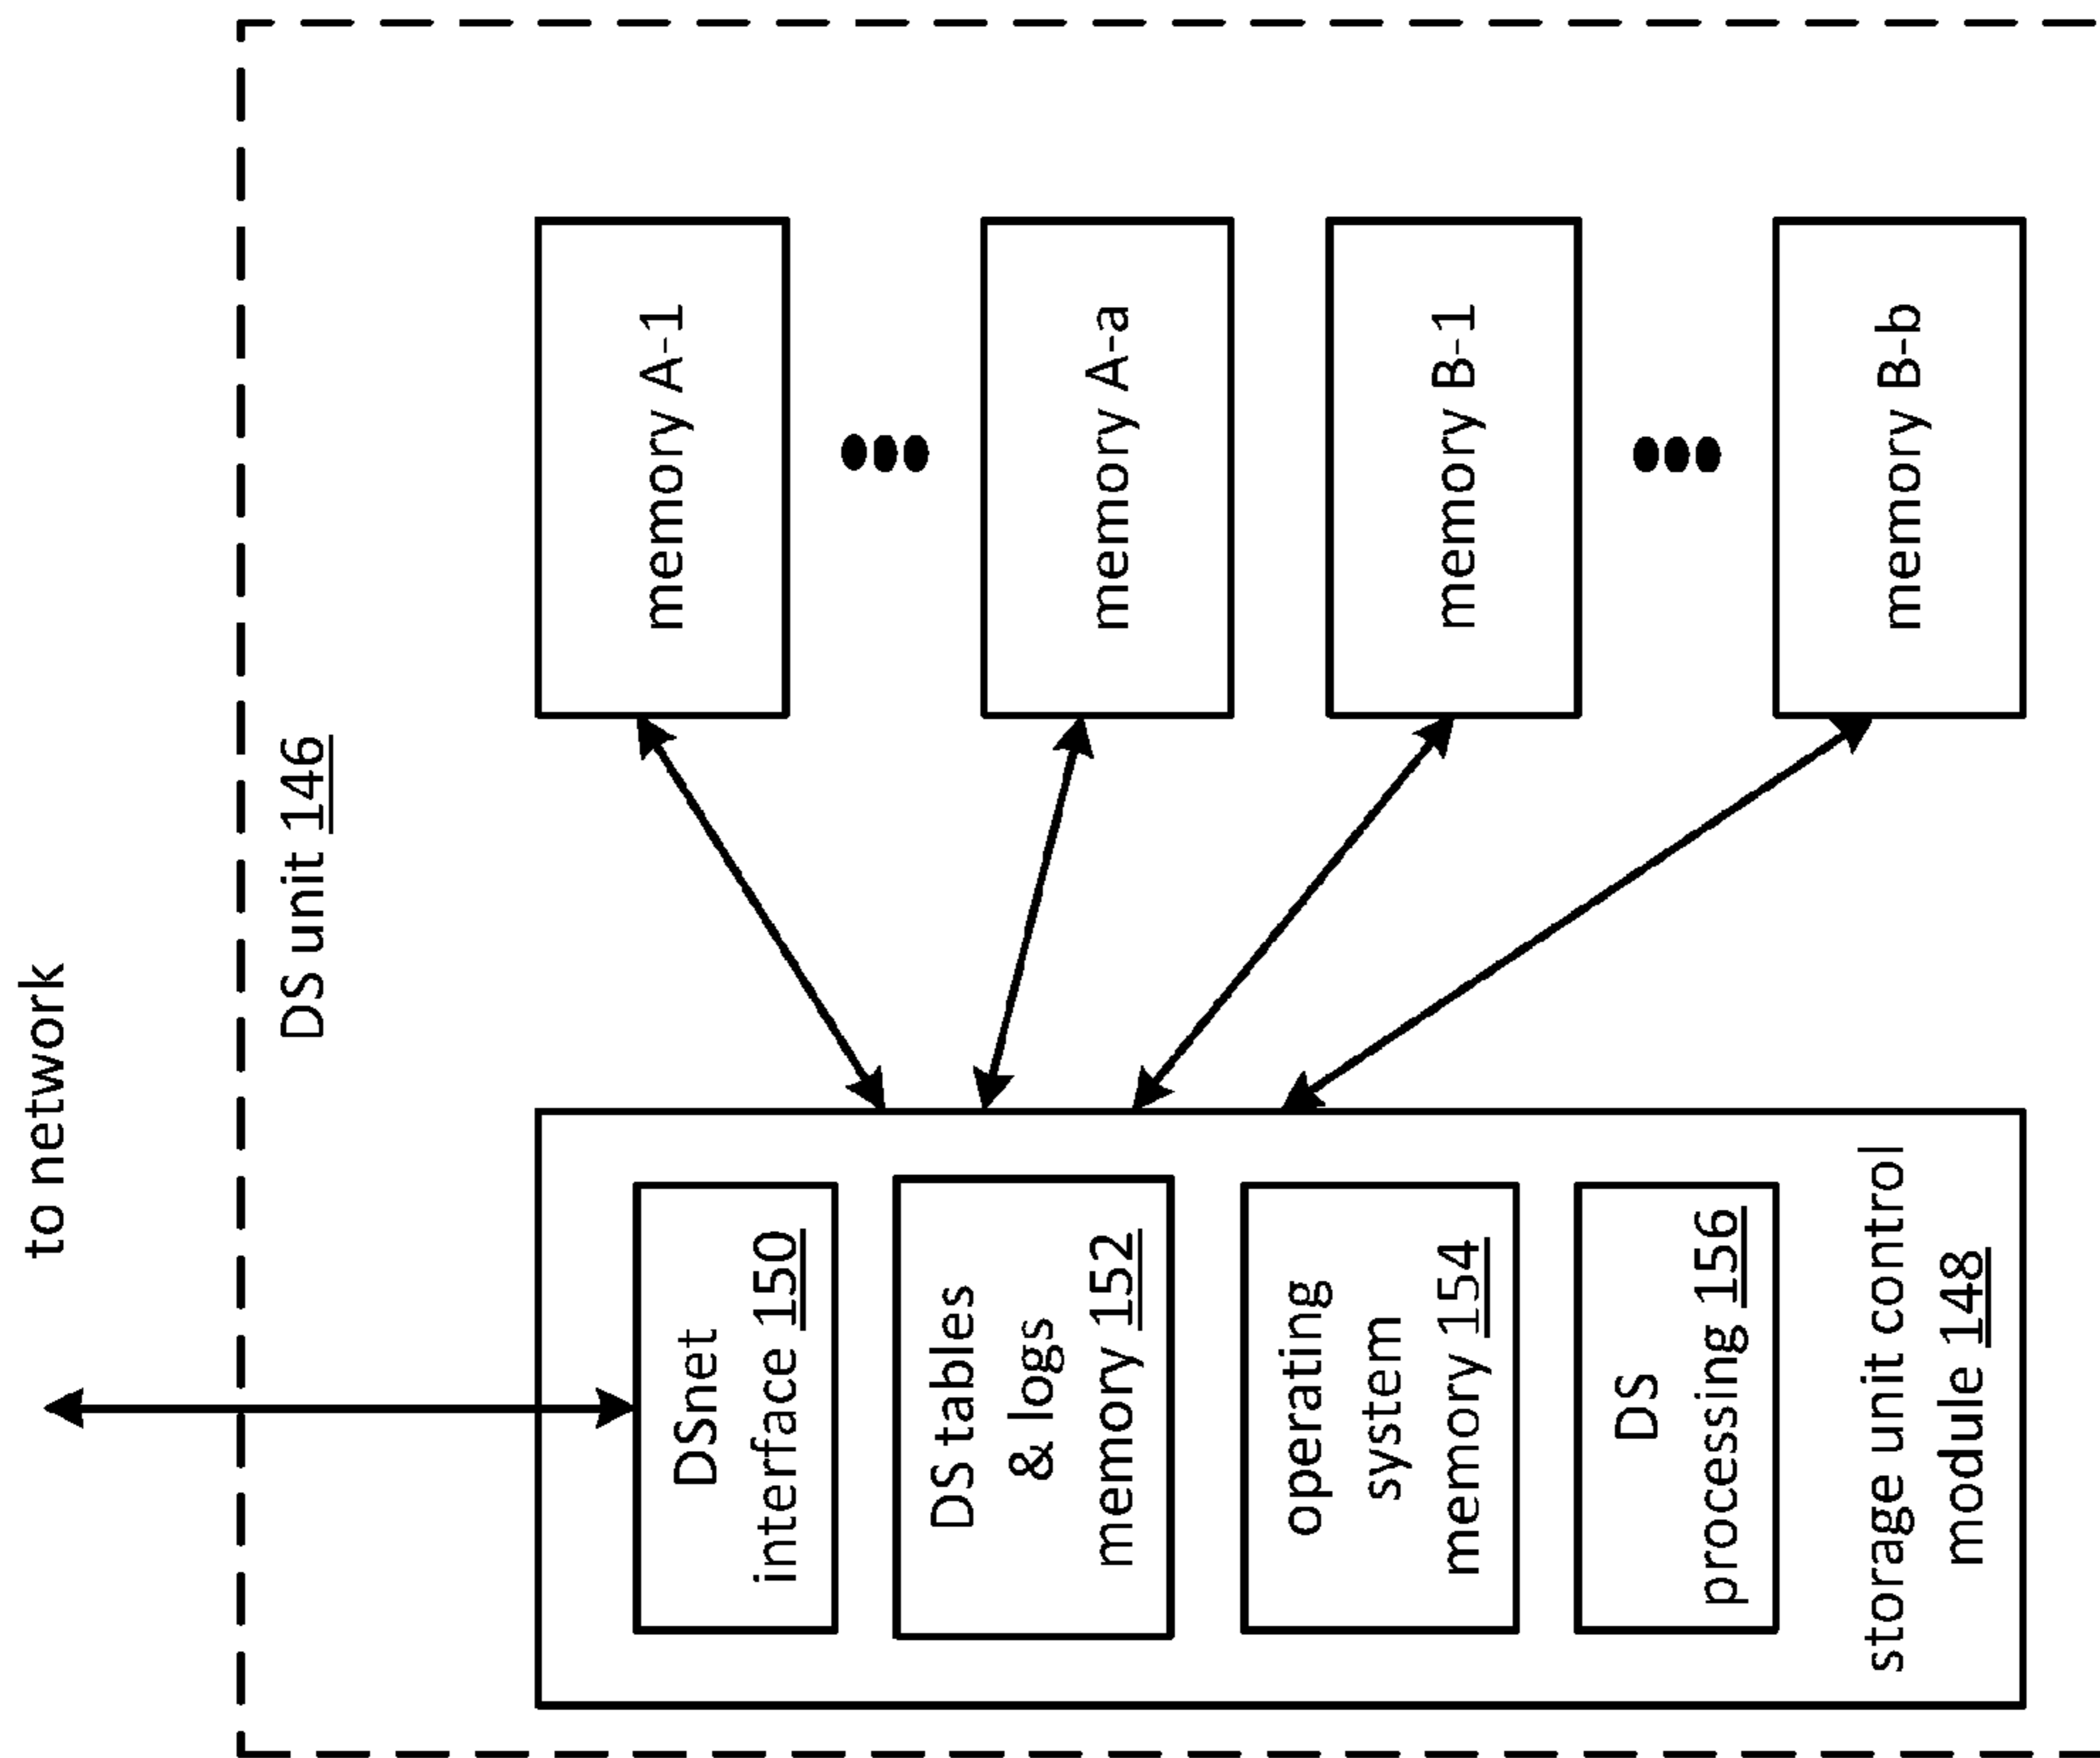 to network
DS unit 146
DSnet
interface 150
DS tables
& logs
memory 152
operating
system
memory 154
DS
processing 156
storage unit control
module 148
memory A-1
memory A-a
memory B-1
memory B-b